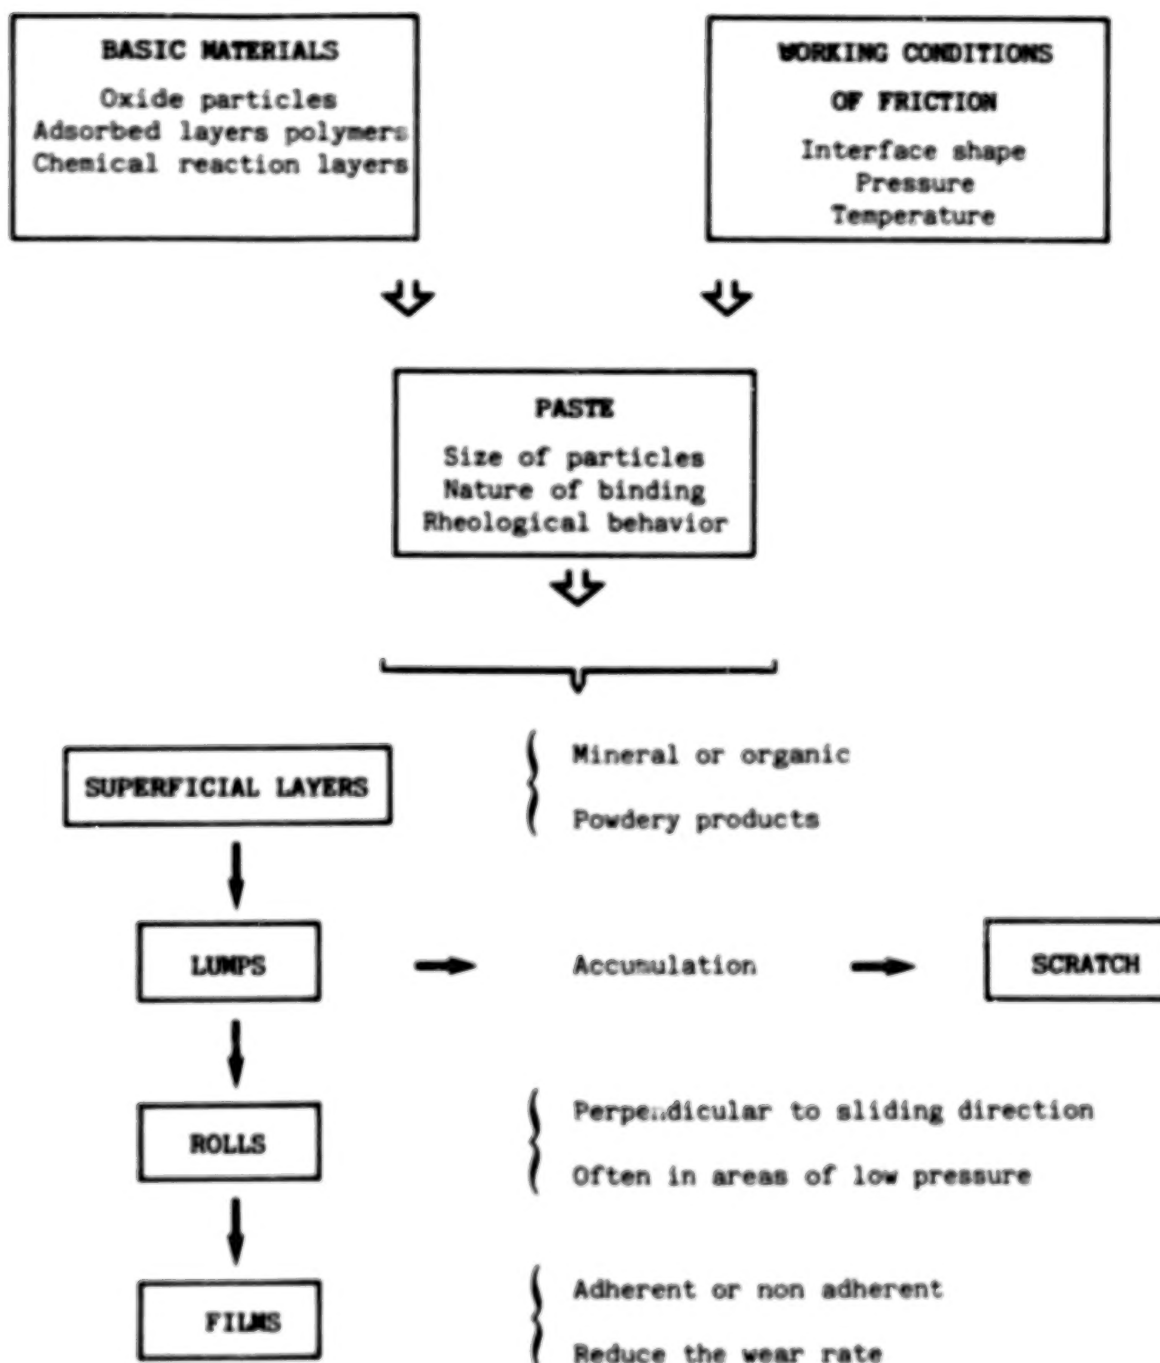 BASIC MATERIALS
Oxide particles
Adsorbed layers polymers
Chemical reaction layers
WORKING CONDITIONS
OF FRICTION
Interface shape
Pressure
Temperature
PASTE
Size of particles
Nature of binding
Rheological behavior
SUPERFICIAL LAYERS
Mineral or organic
Powdery products
LUMPS
Accumulation
SCRATCH
ROLLS
Perpendicular to sliding direction
Often in areas of low pressure
FILMS
Adherent or non adherent
Reduce the wear rate